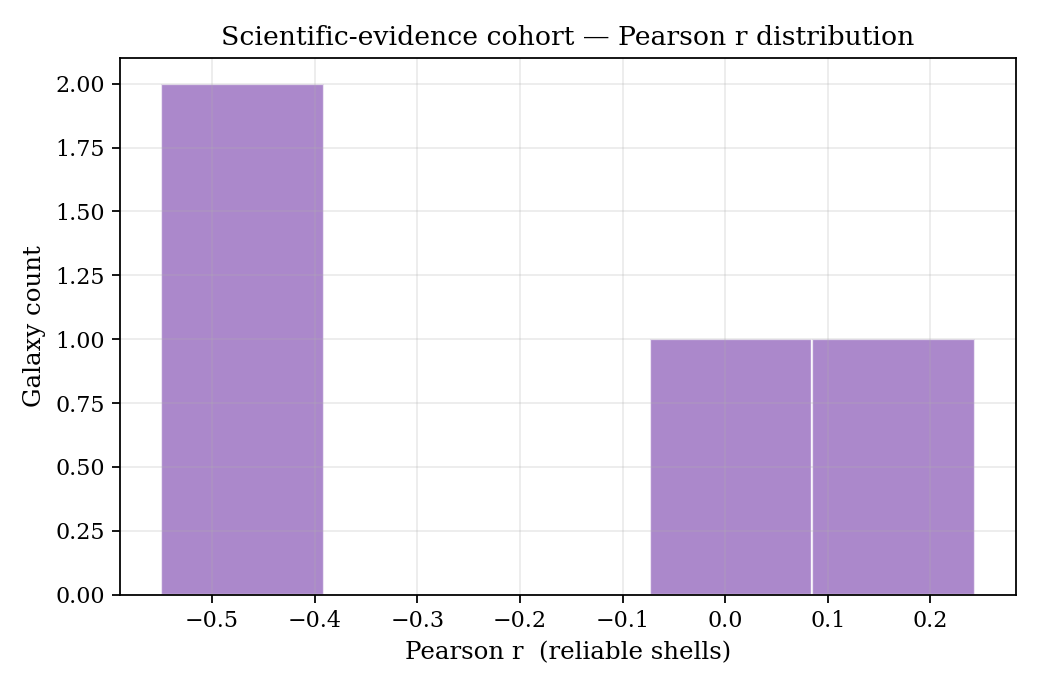 Scientific-evidence cohort — Pearson r distribution
Galaxy count
2.00
1.75
1.50
1.25
1.00
0.75
0.50
0.25
0.00
−0.5 −0.4 −0.3 −0.2 −0.1 0.0 0.1 0.2
Pearson r (reliable shells)